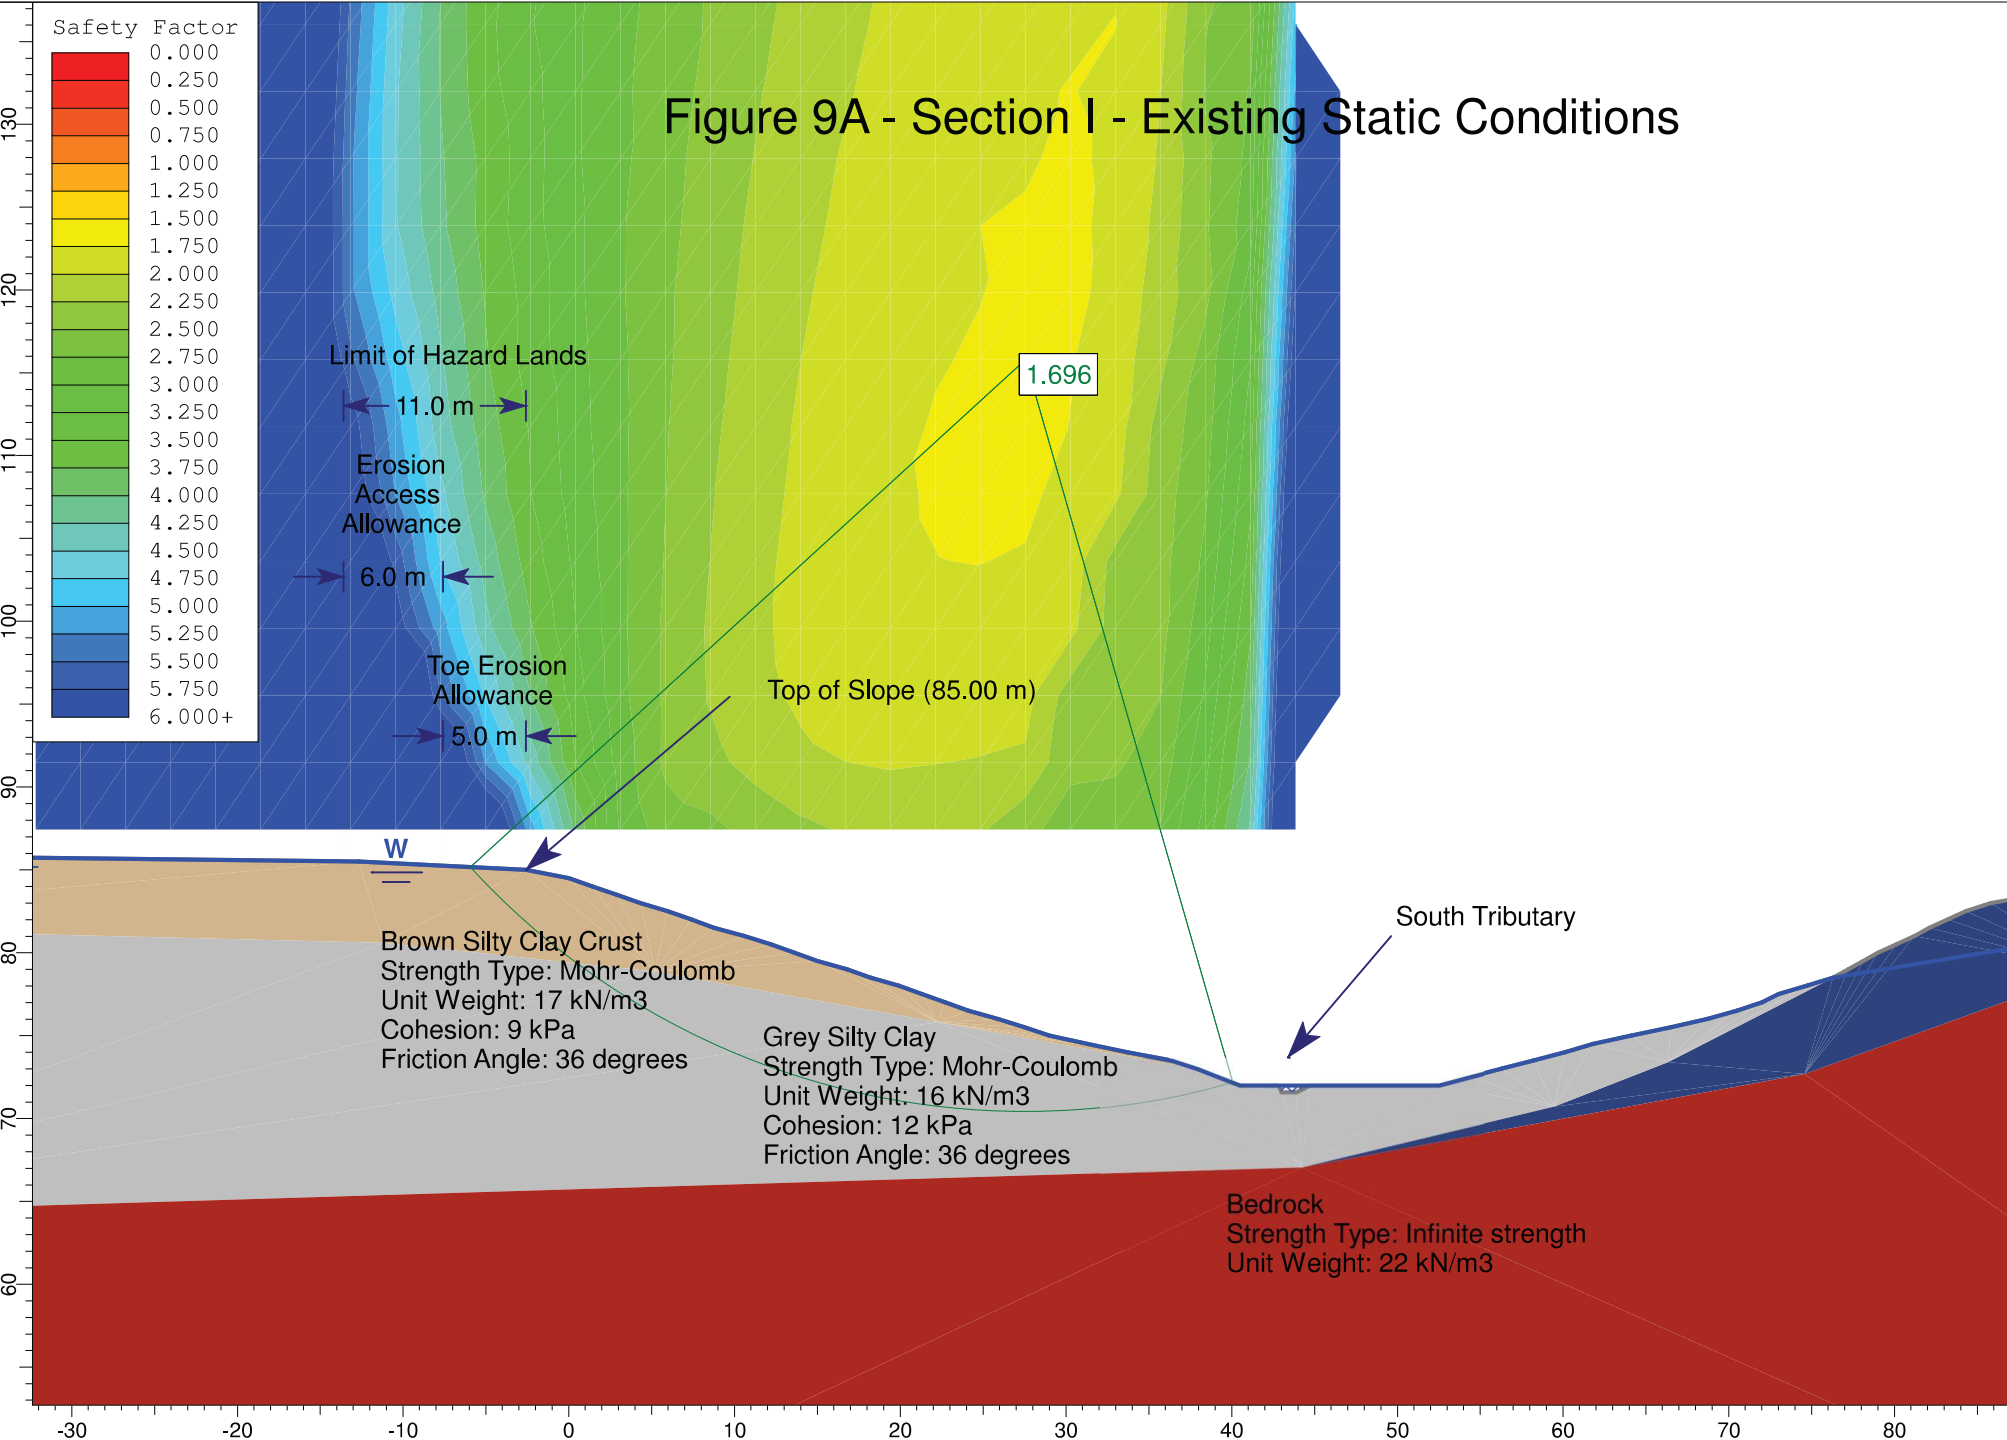 Safety Factor
0.000
0.250
0.500
0.750
1.000
1.250
1.500
1.750
2.000
2.250
2.500
2.750
3.000
3.250
3.500
3.750
4.000
4.250
4.500
4.750
5.000
5.250
5.500
5.750
6.000+
Figure 9A - Section I - Existing Static Conditions
Limit of Hazard Lands
11.0 m
Erosion
Access
Allowance
6.0 m
Toe Erosion
Allowance
5.0 m
1.696
Top of Slope (85.00 m)
W
South Tributary
Brown Silty Clay Crust
Strength Type: Mohr-Coulomb
Unit Weight: 17 kN/m3
Cohesion: 9 kPa
Friction Angle: 36 degrees
Grey Silty Clay
Strength Type: Mohr-Coulomb
Unit Weight: 16 kN/m3
Cohesion: 12 kPa
Friction Angle: 36 degrees
Bedrock
Strength Type: Infinite strength
Unit Weight: 22 kN/m3
130
120
110
100
90
80
70
60
-30 -20 -10 0 10 20 30 40 50 60 70 80